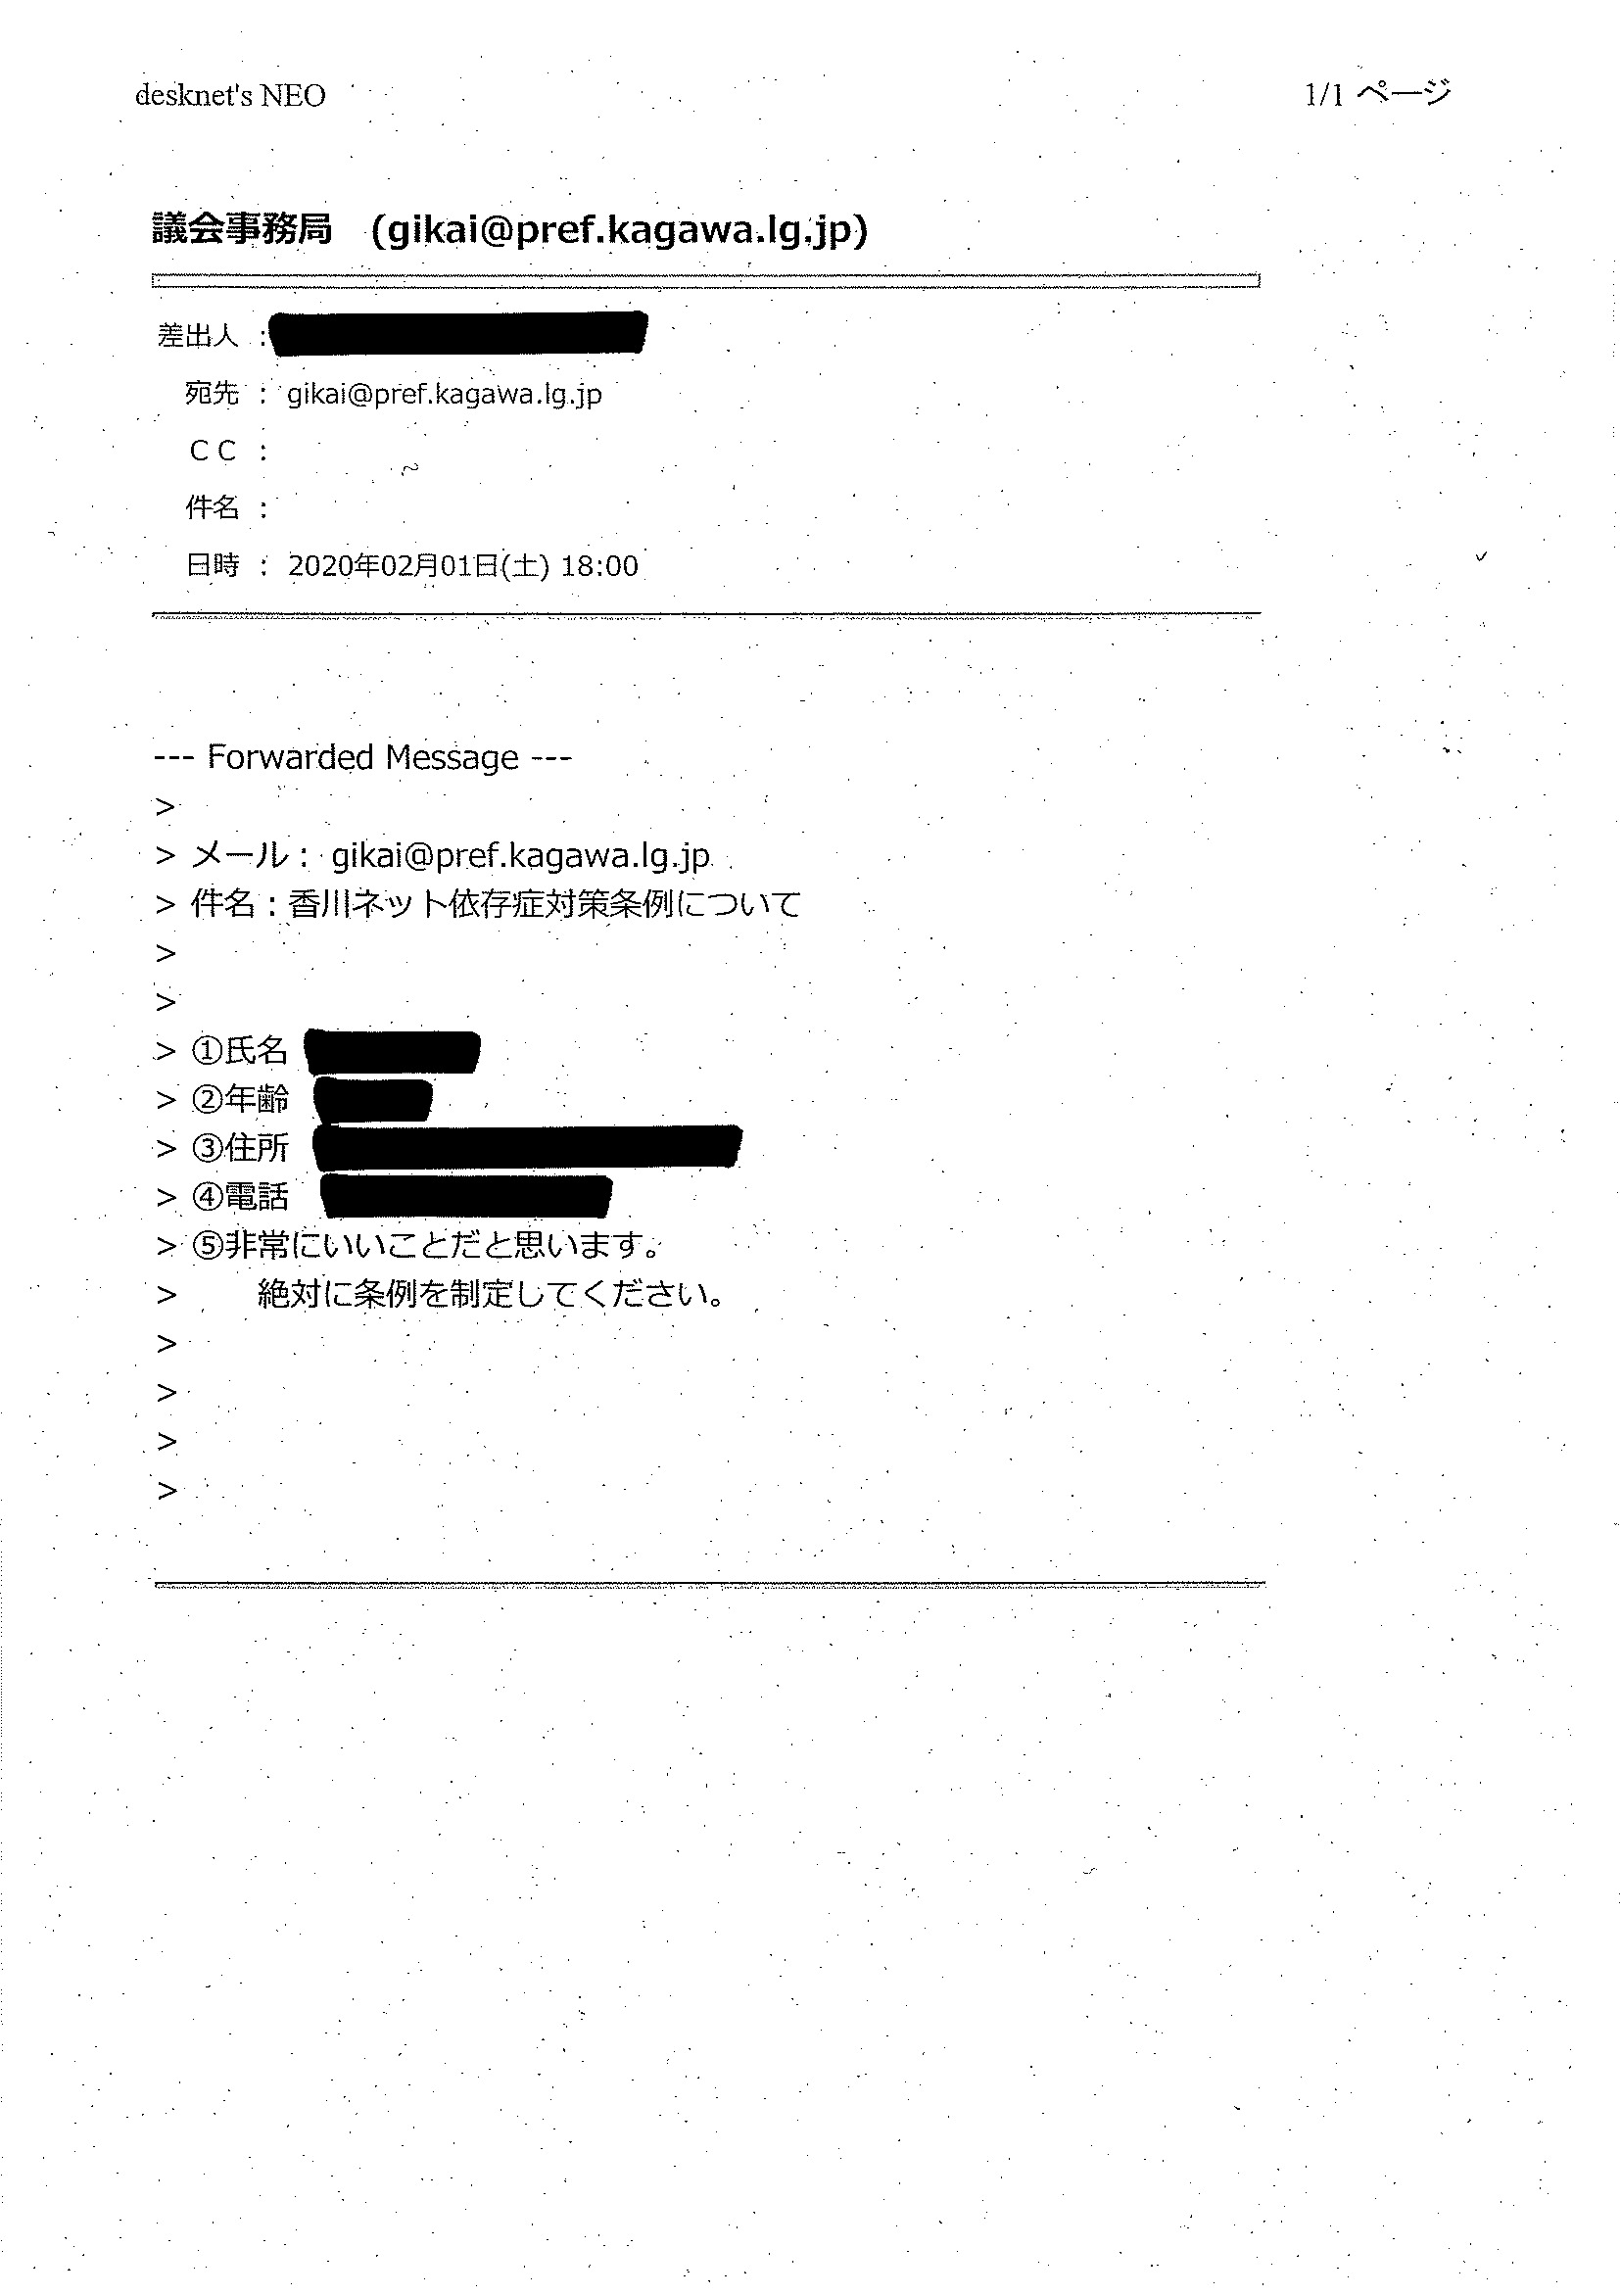 desknet's NEO
1/1 ページ
議会事務局 (gikai@pref.kagawa.lg.jp)
差出人 :
宛先 : gikai@pref.kagawa.lg.jp
ＣＣ :
件名 :
日時 : 2020年02月01日(土) 18:00
--- Forwarded Message ---
>
> メール： gikai@pref.kagawa.lg.jp
> 件名：香川ネット依存症対策条例について
>
>
> ①氏名
> ②年齢
> ③住所
> ④電話
> ⑤非常にいいことだと思います。
> 絶対に条例を制定してください。
>
>
>
>